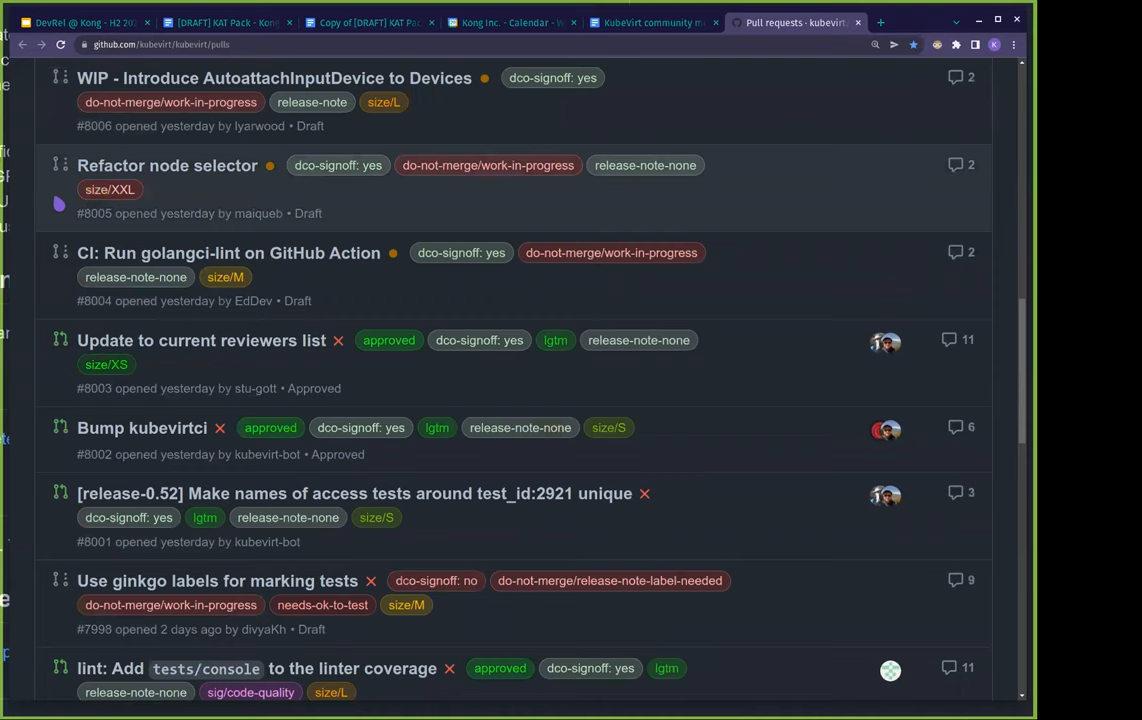 DevRel @ Kong - H2 202
[DRAFT] KAT Pack - Kong
Copy of [DRAFT] KAT Pac
Kong Inc. - Calendar - W
KubeVirt community m
Pull requests · kubevirt/
github.com/kubevirt/kubevirt/pulls
WIP - Introduce AutoattachInputDevice to Devices dco-signoff: yes 2
do-not-merge/work-in-progress release-note size/L
#8006 opened yesterday by lyarwood • Draft
Refactor node selector dco-signoff: yes do-not-merge/work-in-progress release-note-none 2
size/XXL
#8005 opened yesterday by maiqueb • Draft
CI: Run golangci-lint on GitHub Action dco-signoff: yes do-not-merge/work-in-progress 2
release-note-none size/M
#8004 opened yesterday by EdDev • Draft
Update to current reviewers list approved dco-signoff: yes lgtm release-note-none 11
size/XS
#8003 opened yesterday by stu-gott • Approved
Bump kubevirtci approved dco-signoff: yes lgtm release-note-none size/S 6
#8002 opened yesterday by kubevirt-bot • Approved
[release-0.52] Make names of access tests around test_id:2921 unique 3
dco-signoff: yes lgtm release-note-none size/S
#8001 opened yesterday by kubevirt-bot
Use ginkgo labels for marking tests dco-signoff: no do-not-merge/release-note-label-needed 9
do-not-merge/work-in-progress needs-ok-to-test size/M
#7998 opened 2 days ago by divyaKh • Draft
lint: Add tests/console to the linter coverage approved dco-signoff: yes lgtm 11
release-note-none sig/code-quality size/L